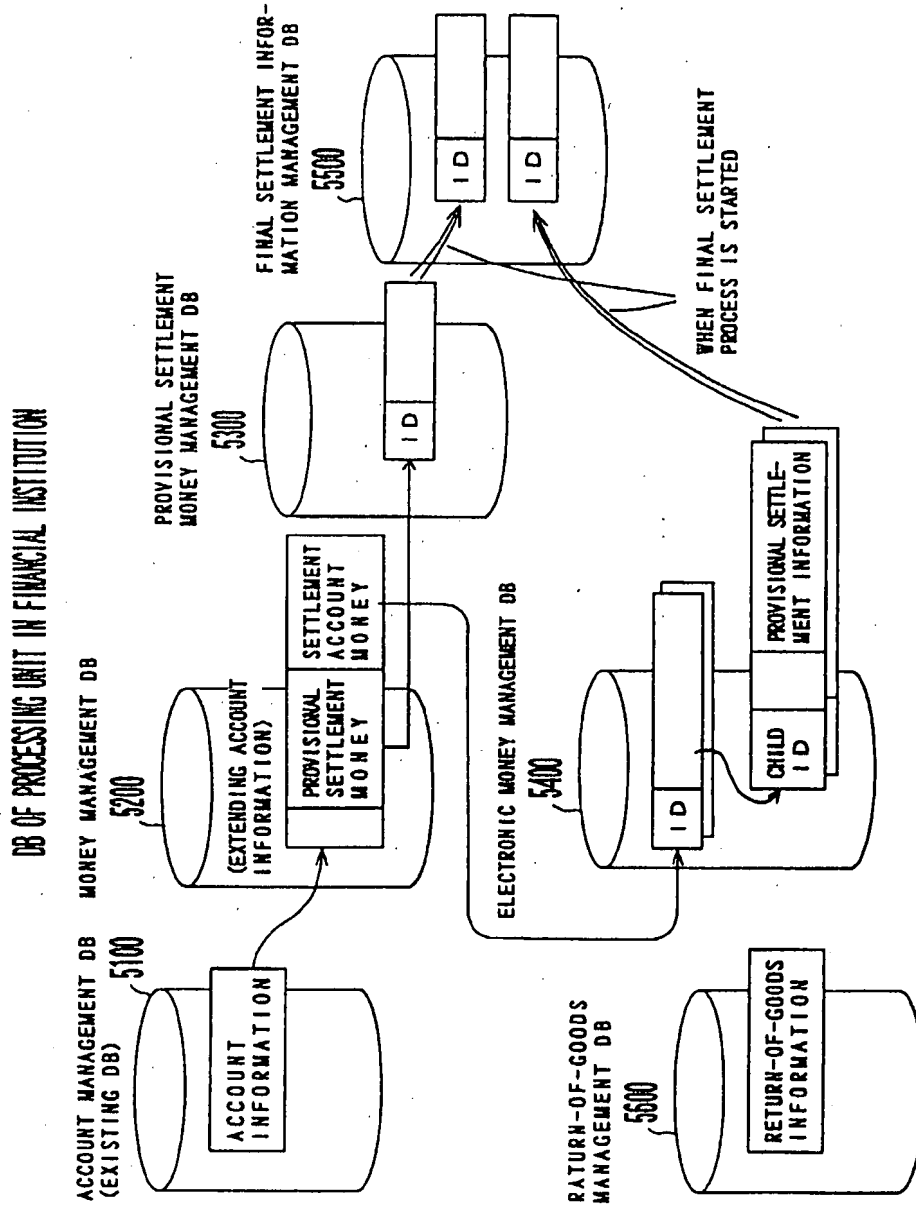 DB OF PROCESSING UNIT IN FINANCIAL INSTITUTION
ACCOUNT MANAGEMENT DB
(EXISTING DB)
5100
ACCOUNT
INFORMATION
MONEY MANAGEMENT DB
5200
(EXTENDING ACCOUNT
INFORMATION)
PROVISIONAL
SETTLEMENT
MONEY
SETTLEMENT
ACCOUNT
MONEY
PROVISIONAL SETTLEMENT
MONEY MANAGEMENT DB
5300
ID
FINAL SETTLEMENT INFOR-
MATION MANAGEMENT DB
5500
ID
ID
WHEN FINAL SETTLEMENT
PROCESS IS STARTED
RATURN-OF-GOODS
MANAGEMENT DB
5600
RETURN-OF-GOODS
INFORMATION
ELECTRONIC MONEY MANAGEMENT DB
5400
ID
CHILD
ID
PROVISIONAL SETTLE-
MENT INFORMATION